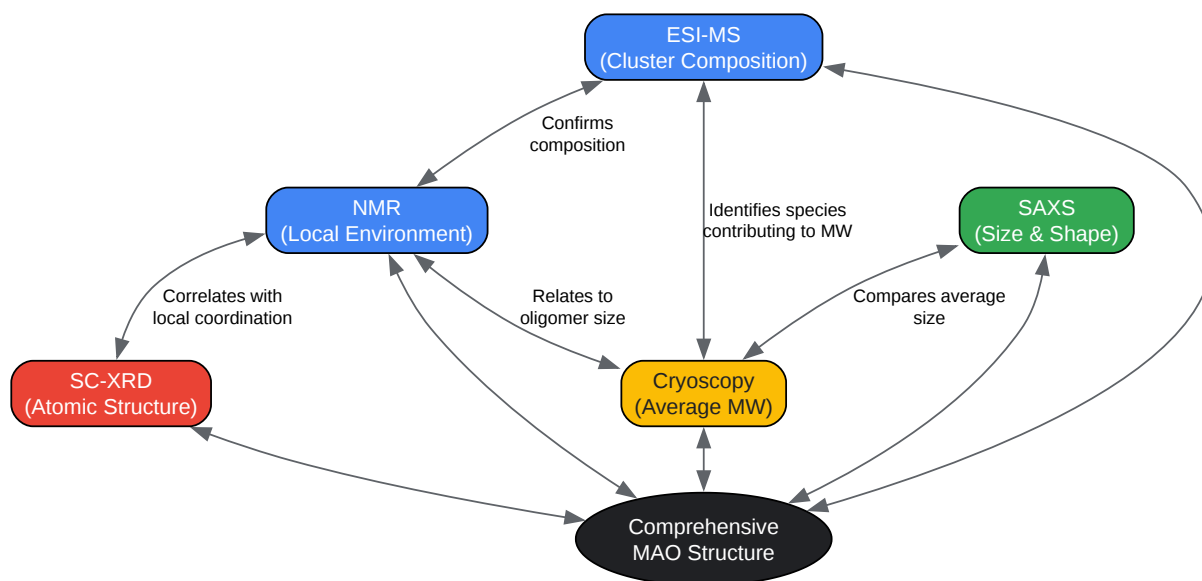 ESI-MS
(Cluster Composition)
Confirms
composition
NMR
(Local Environment)
Identifies species
contributing to MW
SAXS
(Size & Shape)
Correlates with
local coordination
Relates to
oligomer size
Compares average
size
SC-XRD
(Atomic Structure)
Cryoscopy
(Average MW)
Comprehensive
MAO Structure